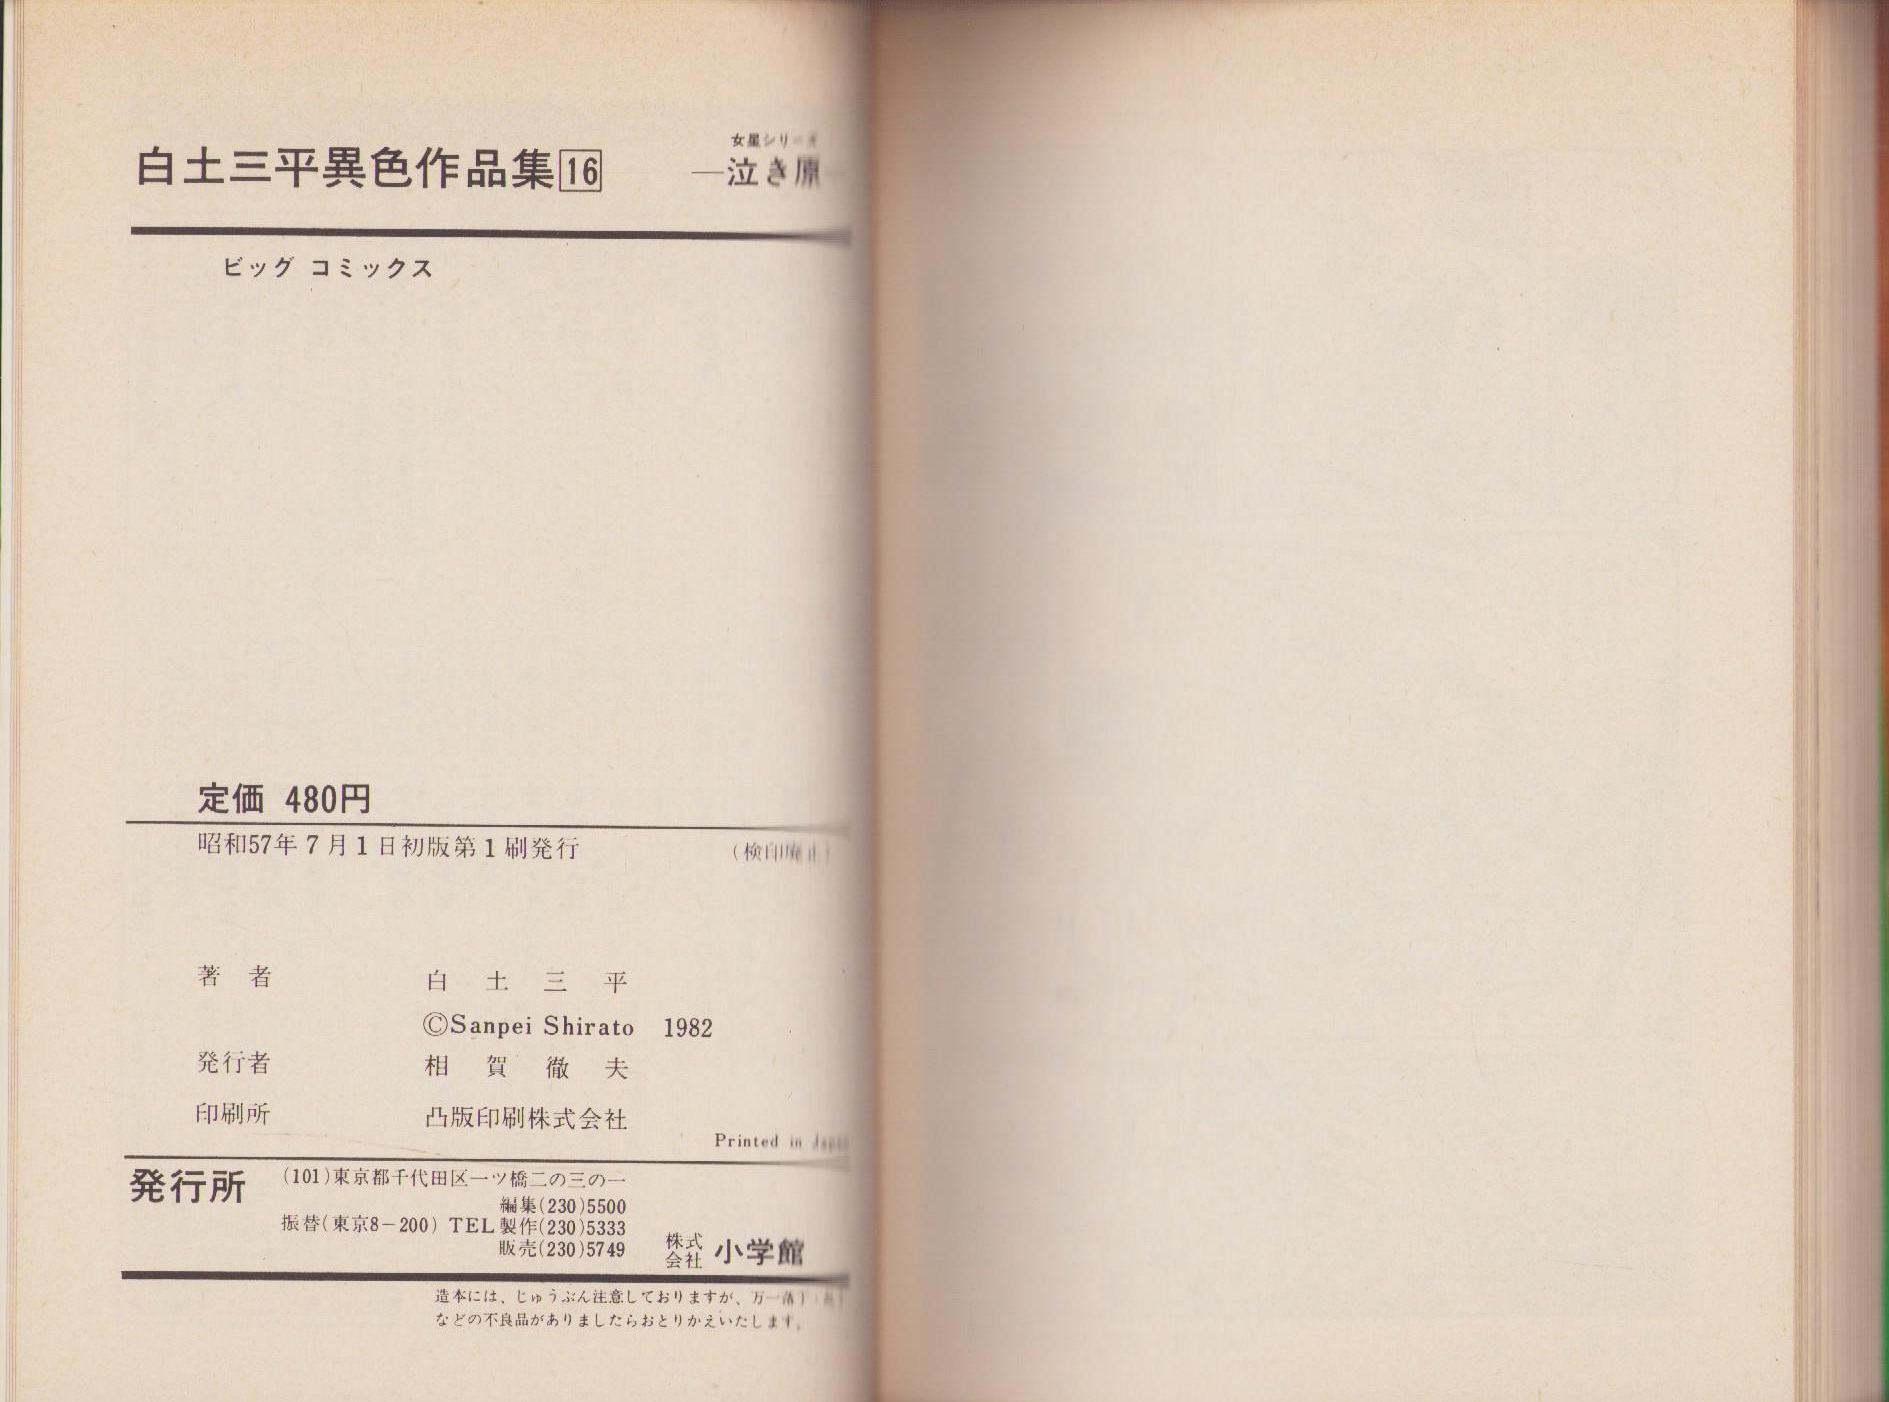 白土三平異色作品集16
女星シリーズ
—泣き原
ビッグ コミックス
定価 480円
昭和57年7月1日初版第1刷発行
(検印廃止)
著 者 白 土 三 平
©Sanpei Shirato 1982
発行者 相 賀 徹 夫
印刷所 凸版印刷株式会社
Printed in Japan
発行所
(101)東京都千代田区一ツ橋二の三の一
編集(230)5500
振替(東京8-200) TEL 製作(230)5333
販売(230)5749
株式会社 小学館
造本には、じゅうぶん注意しておりますが、万一落丁・
などの不良品がありましたらおとりかえいたします。